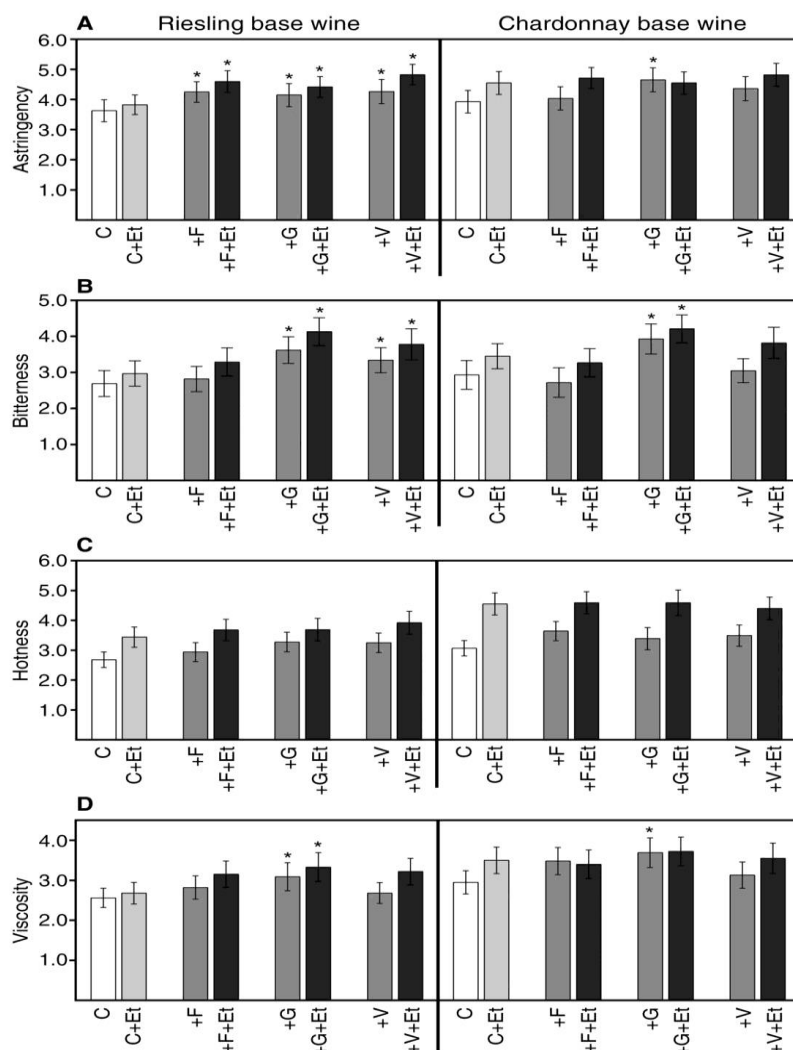 A
Riesling base wine
Chardonnay base wine
Astringency
6.0
5.0
4.0
3.0
2.0
1.0
* * * * * * *
C C+Et +F +F+Et +G +G+Et +V +V+Et C C+Et +F +F+Et +G +G+Et +V +V+Et
B
Bitterness
5.0
4.0
3.0
2.0
1.0
* * * * * *
C C+Et +F +F+Et +G +G+Et +V +V+Et C C+Et +F +F+Et +G +G+Et +V +V+Et
C
Hotness
6.0
5.0
4.0
3.0
2.0
1.0
C C+Et +F +F+Et +G +G+Et +V +V+Et C C+Et +F +F+Et +G +G+Et +V +V+Et
D
Viscosity
4.0
3.0
2.0
1.0
* * *
C C+Et +F +F+Et +G +G+Et +V +V+Et C C+Et +F +F+Et +G +G+Et +V +V+Et